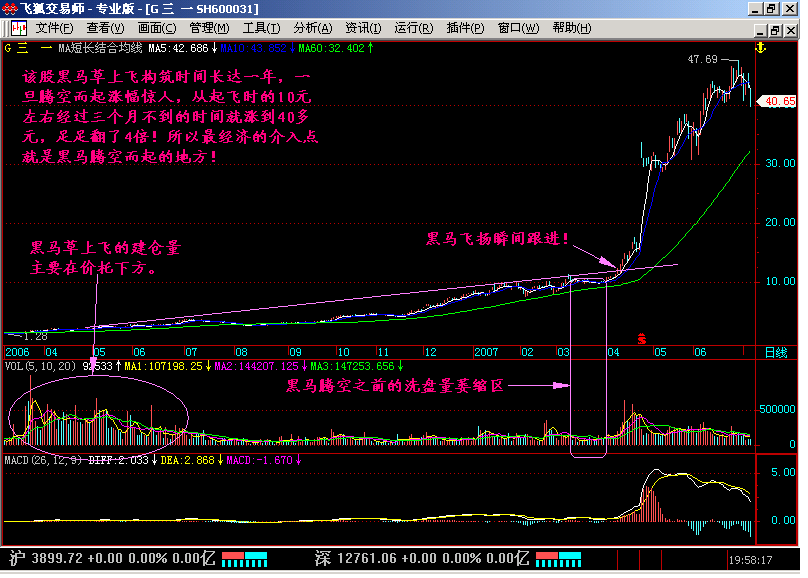 飞狐交易师 - 专业版 - [G 三 一 SH600031]
文件(F) 查看(V) 画面(C) 管理(M) 工具(T) 分析(A) 资讯(I) 运行(R) 插件(P) 窗口(W) 帮助(H)
G 三 一 MA短长结合均线 MA5:42.686↓ MA10:43.852↓ MA60:32.402↑
47.69
该股黑马草上飞构筑时间长达一年，一
旦腾空而起涨幅惊人，从起飞时的10元
左右经过三个月不到的时间就涨到40多
元，足足翻了4倍！所以最经济的介入点
就是黑马腾空而起的地方！
40.65
30.00
20.00
10.00
黑马飞扬瞬间跟进！
黑马草上飞的建仓量
主要在价托下方。
1.28
2006 04 05 06 07 08 09 10 11 12 2007 02 03 04 05 06 日线
VOL(5,10,20) 92533↑ MA1:107198.25↓ MA2:144207.125↓ MA3:147253.656↓
黑马腾空之前的洗盘量萎缩区
500000
0
MACD(26,12,9) DIFF:2.033↓ DEA:2.868↓ MACD:-1.670↓
5.00
0.00
沪 3899.72 +0.00 0.00% 0.00亿 深 12761.06 +0.00 0.00% 0.00亿 19:58:17